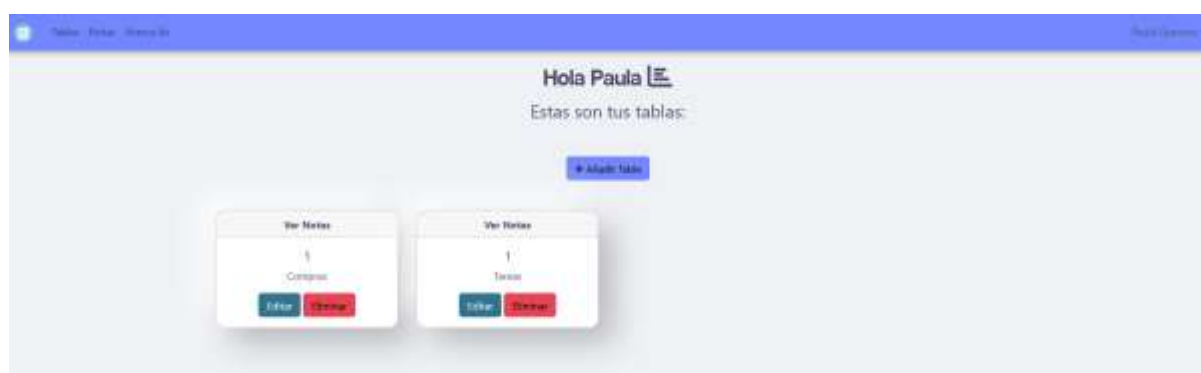 Tablas
Hola Paula
Estas son tus tablas:
+ Añadir Tabla
Ver Notas Ver Notas
1 1
Compras Tareas
Editar Eliminar Editar Eliminar